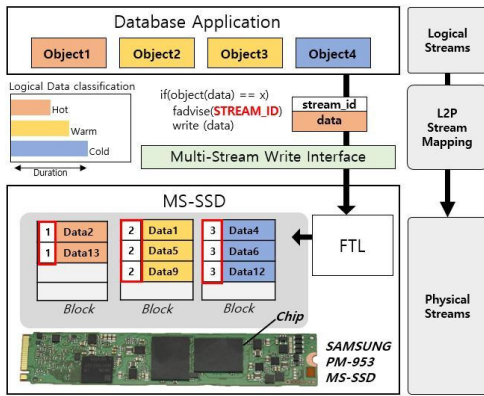 Database Application
Object1 Object2 Object3 Object4
Logical Data classification
Hot
Warm
Cold
Duration
if(object(data) == x)
fadvise(STREAM_ID)
write (data)
stream_id
data
Multi-Stream Write Interface
MS-SSD
1 Data2
1 Data13
Block
2 Data1
2 Data5
2 Data9
Block
3 Data4
3 Data6
3 Data12
Block
FTL
Chip
SAMSUNG
PM-953
MS-SSD
Logical
Streams
L2P
Stream
Mapping
Physical
Streams